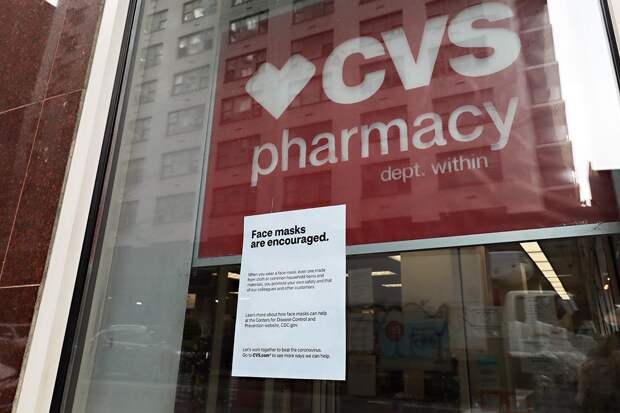 CVS
pharmacy
dept. within
Face masks
are encouraged.
When you wear a face mask, even one made
from cloth or common household items and
materials, you promote your own safety and that
of our colleagues and other customers.
Learn more about how face masks can help
at the Centers for Disease Control and
Prevention website, CDC.gov.
Let's work together to beat the coronavirus.
Go to CVS.com® to see more ways we can help.